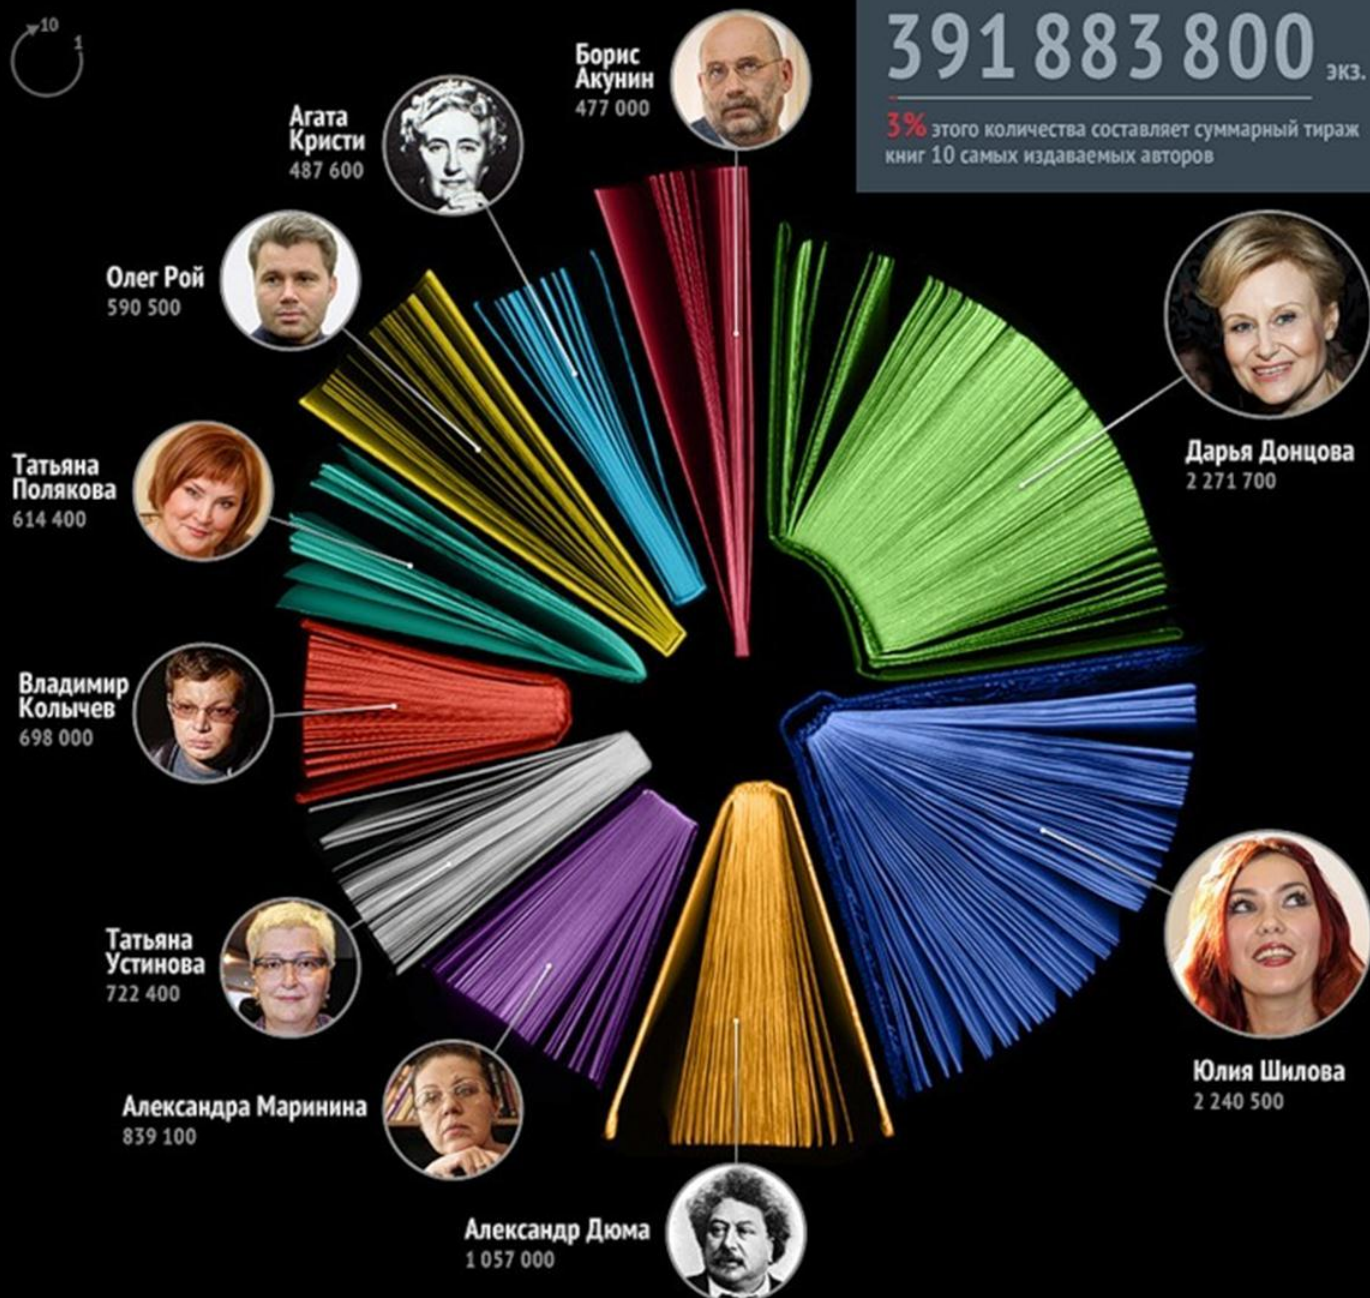 10
1
391 883 800 экз.
3% этого количества составляет суммарный тираж
книг 10 самых издаваемых авторов
Борис
Акунин
477 000
Агата
Кристи
487 600
Олег Рой
590 500
Татьяна
Полякова
614 400
Владимир
Колычев
698 000
Татьяна
Устинова
722 400
Александра Маринина
839 100
Александр Дюма
1 057 000
Юлия Шилова
2 240 500
Дарья Донцова
2 271 700